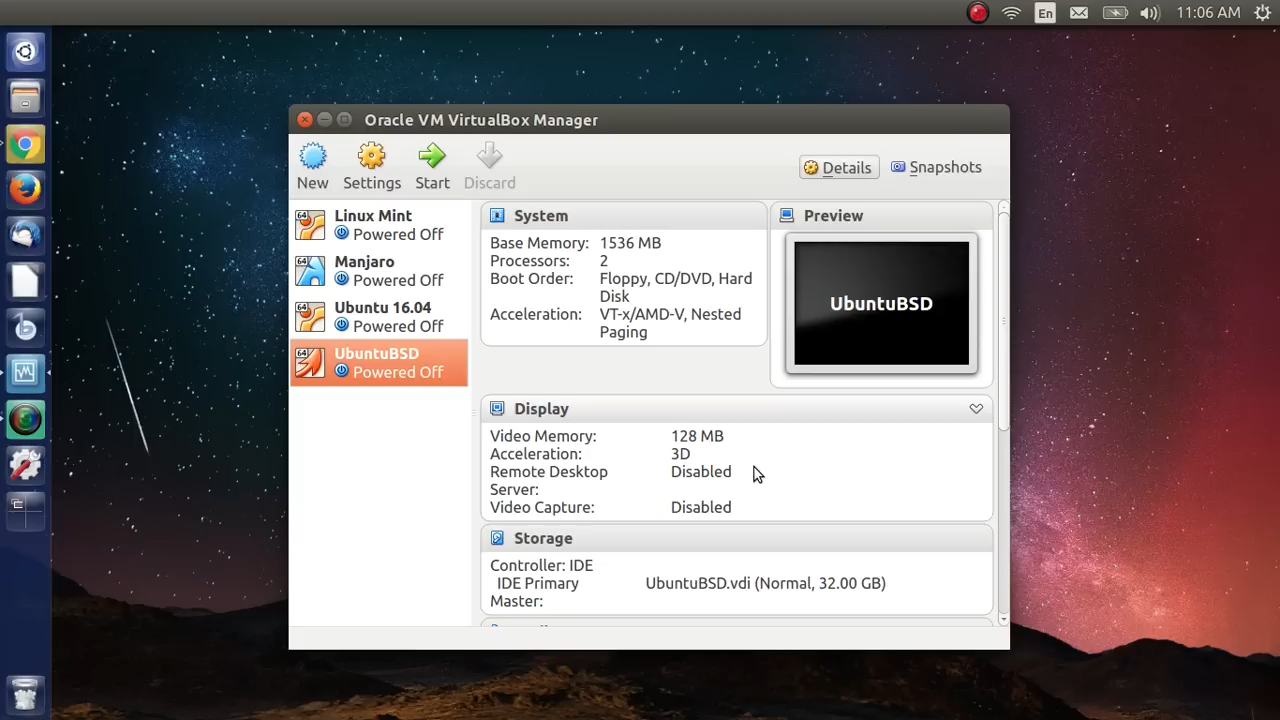 En
11:06 AM
Oracle VM VirtualBox Manager
New
Settings
Start
Discard
Details
Snapshots
64
Linux Mint
Powered Off
64
Manjaro
Powered Off
64
Ubuntu 16.04
Powered Off
64
UbuntuBSD
Powered Off
System
Base Memory: 1536 MB
Processors: 2
Boot Order: Floppy, CD/DVD, Hard
Disk
Acceleration: VT-x/AMD-V, Nested
Paging
Preview
UbuntuBSD
Display
Video Memory: 128 MB
Acceleration: 3D
Remote Desktop Disabled
Server:
Video Capture: Disabled
Storage
Controller: IDE
IDE Primary UbuntuBSD.vdi (Normal, 32.00 GB)
Master: